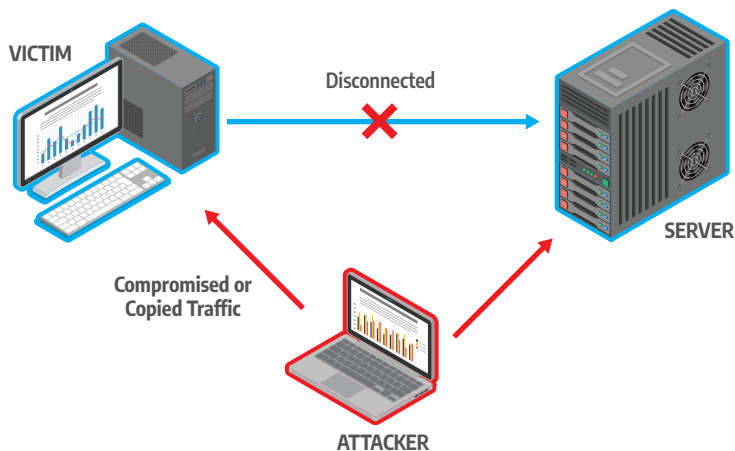 VICTIM
Disconnected
SERVER
Compromised or
Copied Traffic
ATTACKER